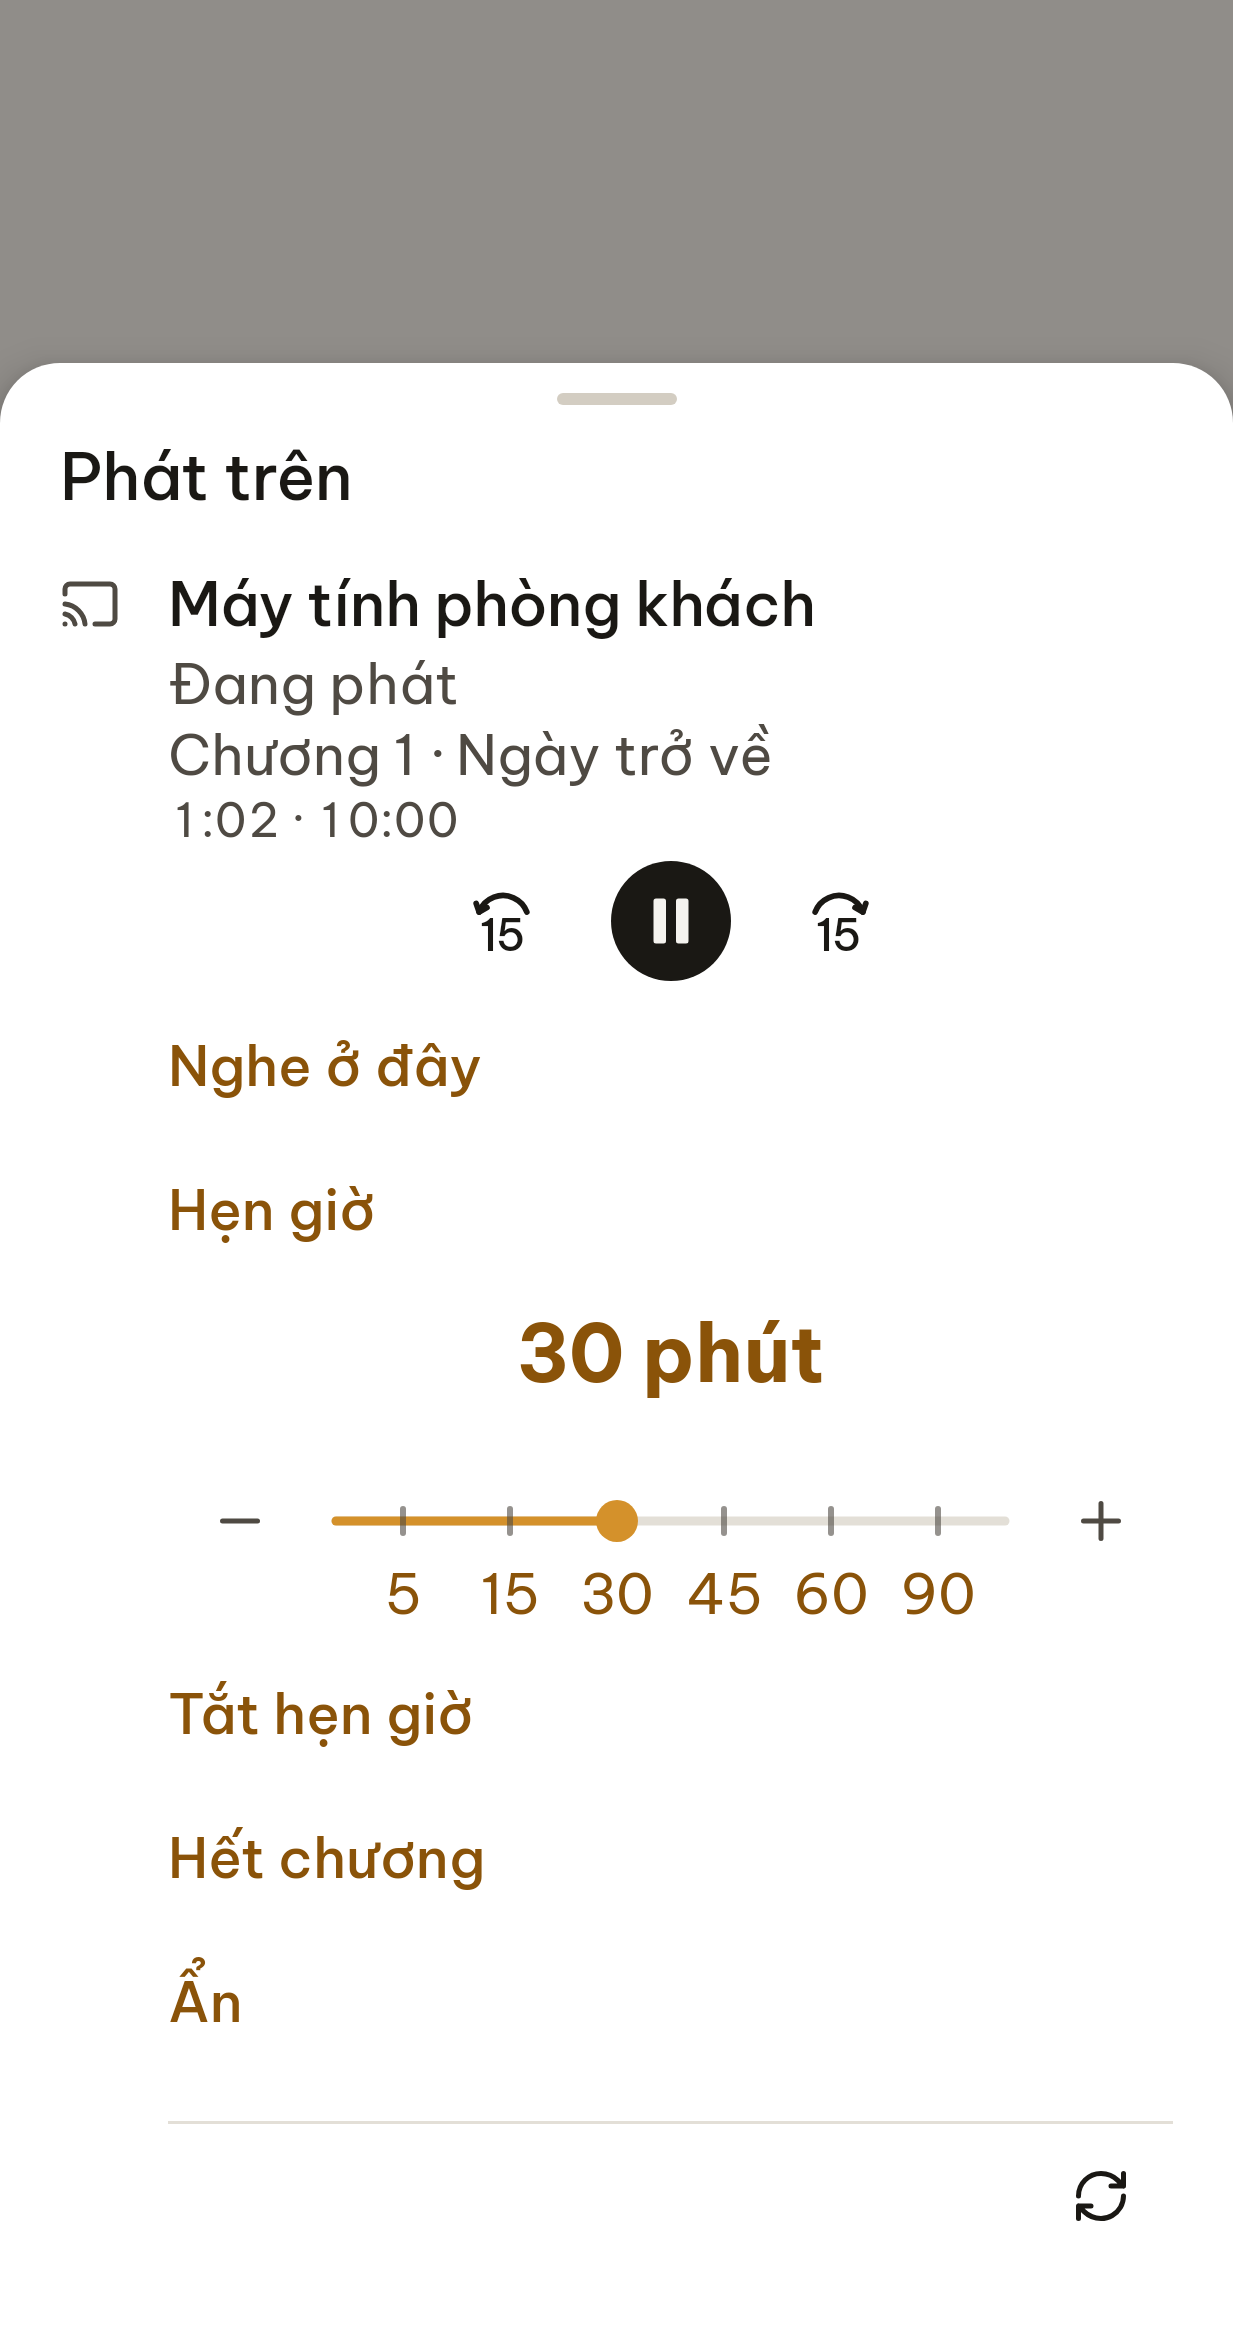 Phát trên
Máy tính phòng khách
Đang phát
Chương 1 · Ngày trở về
1:02 · 10:00
15 15
Nghe ở đây
Hẹn giờ
30 phút
5 15 30 45 60 90
Tắt hẹn giờ
Hết chương
Ẩn